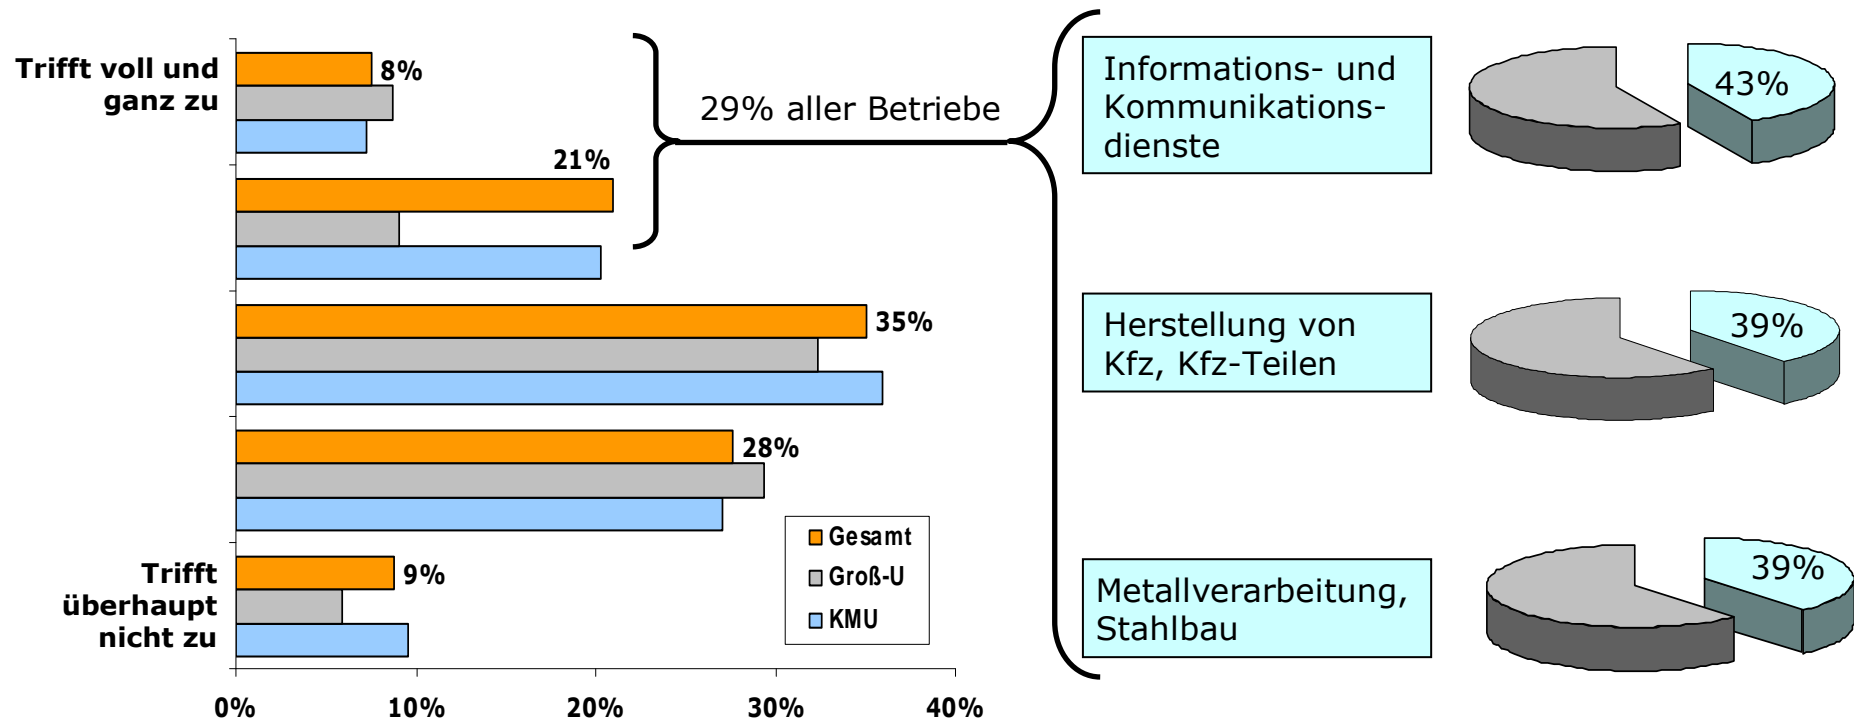 Trifft voll und
ganz zu
8%
21%
35%
28%
Trifft
überhaupt
nicht zu
9%
Gesamt
Groß-U
KMU
0%
10%
20%
30%
40%
29% aller Betriebe
Informations- und
Kommunikations-
dienste
43%
Herstellung von
Kfz, Kfz-Teilen
39%
Metallverarbeitung,
Stahlbau
39%